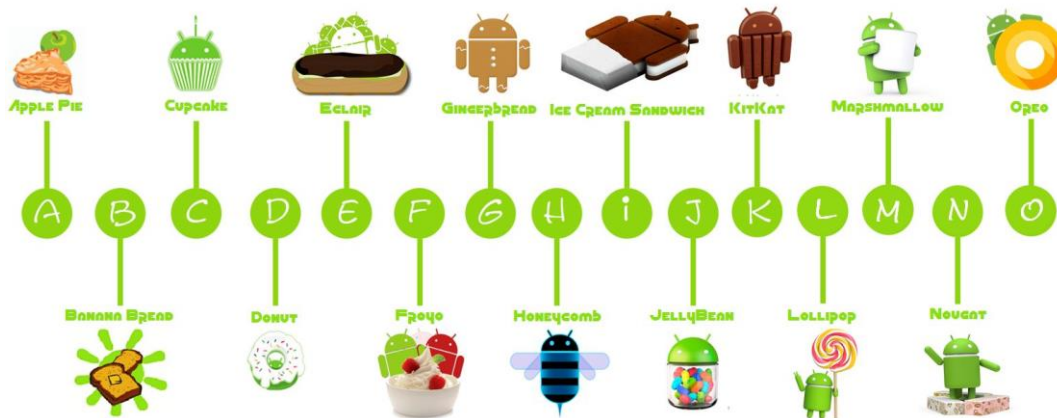 Apple Pie
Cupcake
Eclair
Gingerbread
Ice Cream Sandwich
KitKat
Marshmallow
Oreo
A
B
C
D
E
F
G
H
i
J
K
L
M
N
O
Banana Bread
Donut
Froyo
Honeycomb
JellyBean
Lollipop
Nougat